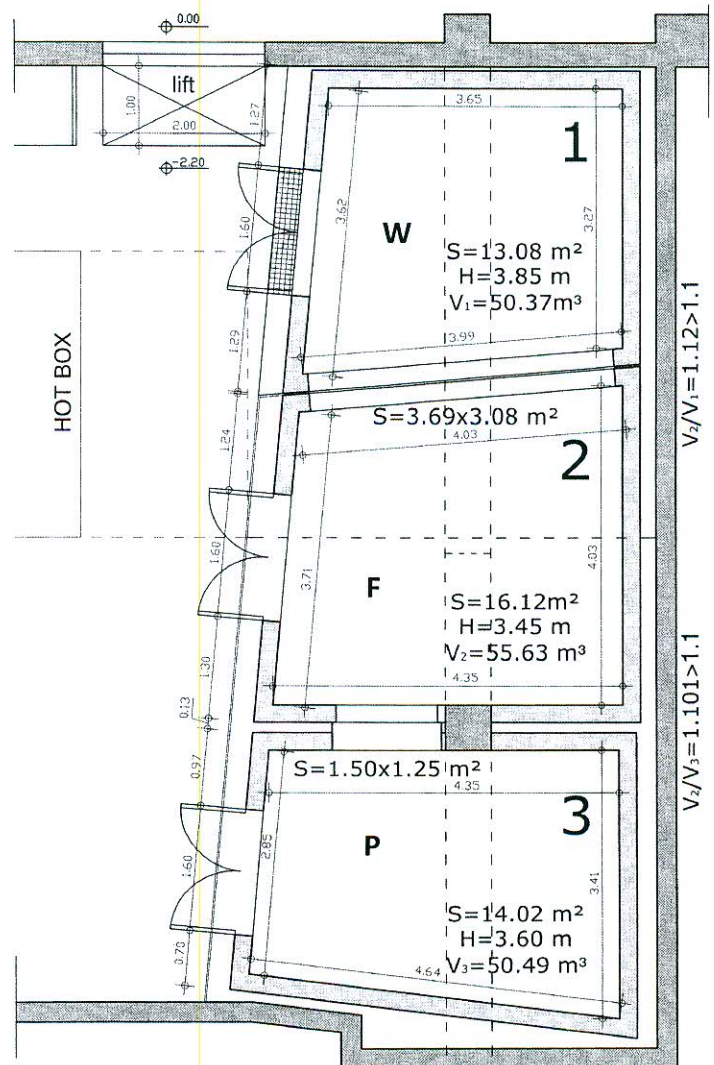 0.00
lift
1.00
2.00
1.27
-2.20
3.65
1
3.62
3.27
W
1.60
S=13.08 m²
H=3.85 m
V₁=50.37m³
3.99
1.29
HOT BOX
V₂/V₁=1.12>1.1
S=3.69x3.08 m²
4.03
1.24
2
1.60
3.71
4.03
F
S=16.12m²
H=3.45 m
V₂=55.63 m³
4.35
1.30
0.13
V₂/V₃=1.101>1.1
0.97
S=1.50x1.25 m²
4.35
3
2.85
1.60
P
3.41
S=14.02 m²
H=3.60 m
V₃=50.49 m³
4.64
0.70